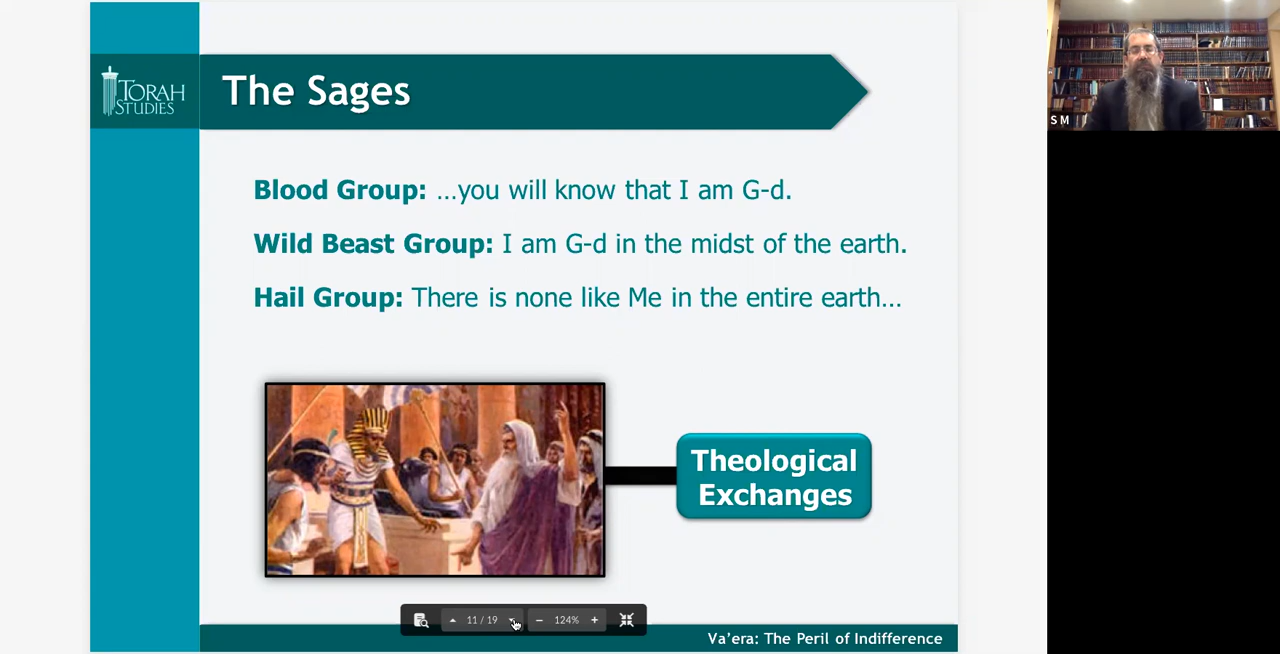 TORAH
STUDIES
The Sages
Blood Group: …you will know that I am G-d.
Wild Beast Group: I am G-d in the midst of the earth.
Hail Group: There is none like Me in the entire earth…
Theological
Exchanges
11 / 19
124%
Va’era: The Peril of Indifference
S M